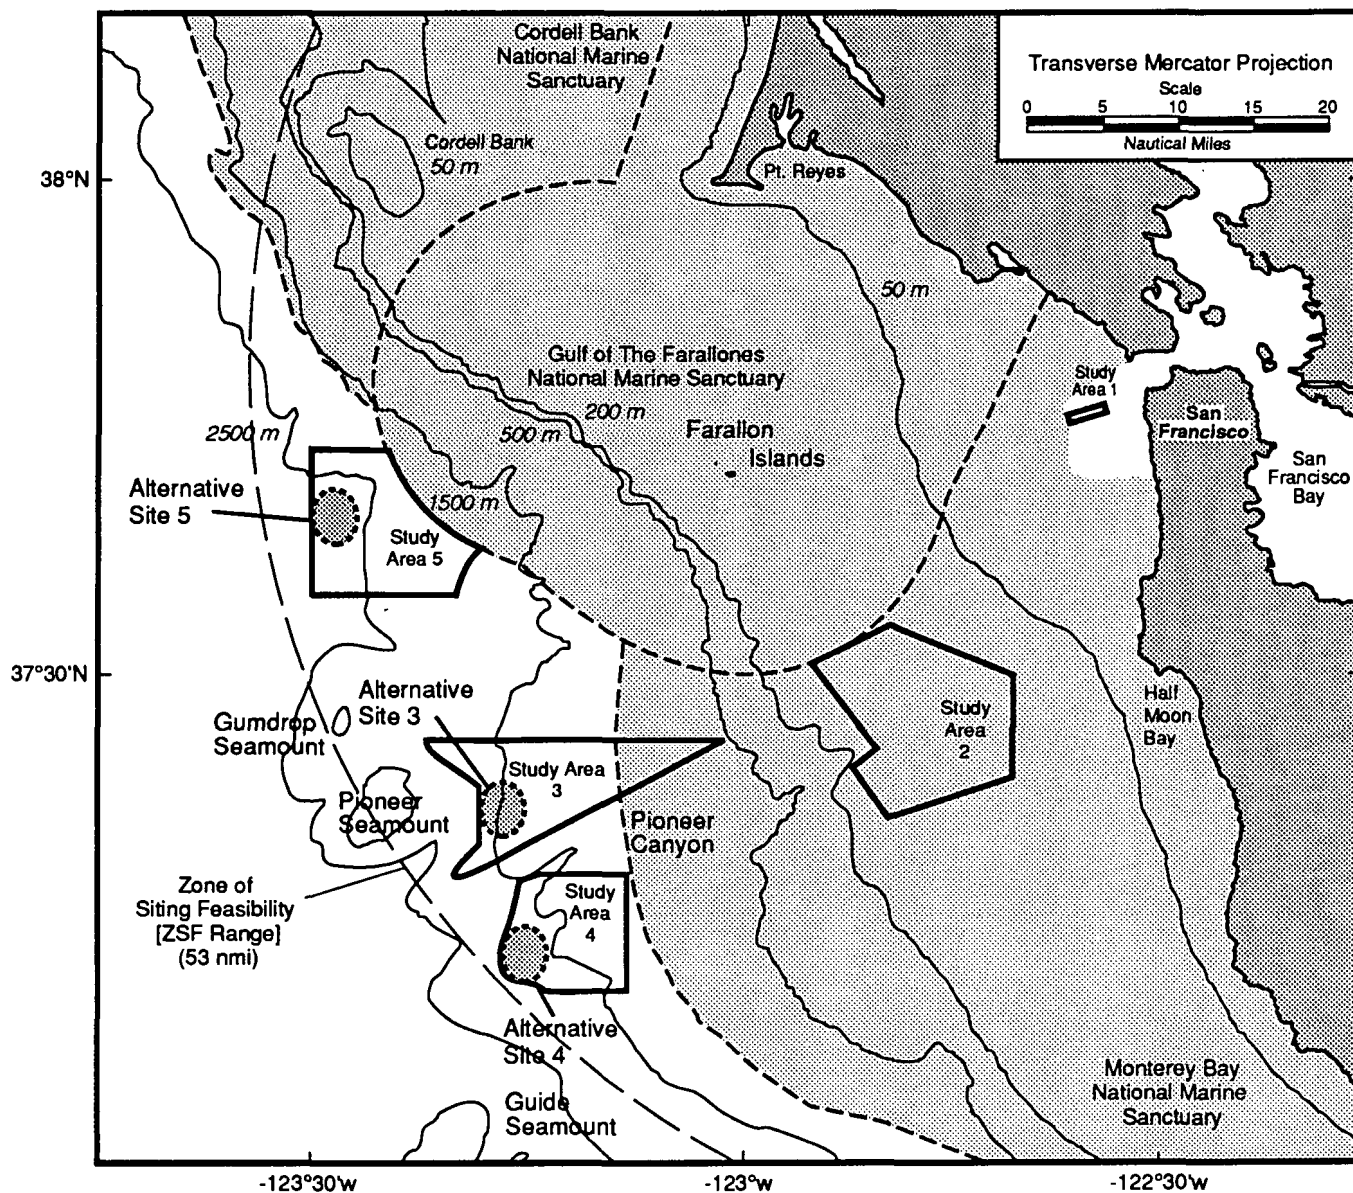 Cordell Bank
National Marine
Sanctuary
Transverse Mercator Projection
Scale
0 5 10 15 20
Nautical Miles
Cordell Bank
50 m
38°N
Pt. Reyes
50 m
Gulf of The Farallones
National Marine Sanctuary
200 m
500 m
Farallon
Islands
Study
Area 1
San
Francisco
San
Francisco
Bay
2500 m
1500 m
Alternative
Site 5
Study
Area 5
37°30'N
Alternative
Site 3
Gumdrop
Seamount
Study
Area
2
Half
Moon
Bay
Study Area
3
Pioneer
Seamount
Pioneer
Canyon
Zone of
Siting Feasibility
[ZSF Range]
(53 nmi)
Study
Area
4
Alternative
Site 4
Guide
Seamount
Monterey Bay
National Marine
Sanctuary
-123°30'W
-123°W
-122°30'W